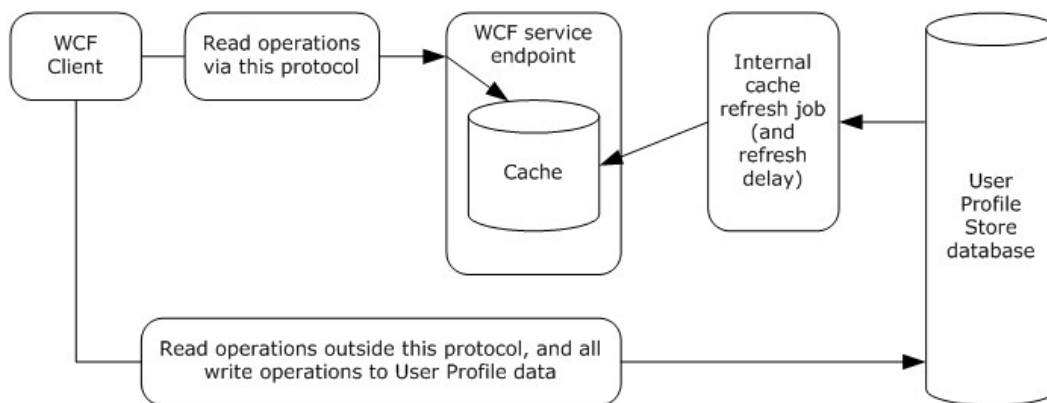 WCF
Client
Read operations
via this protocol
WCF service
endpoint
Cache
Internal
cache
refresh job
(and
refresh
delay)
User
Profile
Store
database
Read operations outside this protocol, and all
write operations to User Profile data